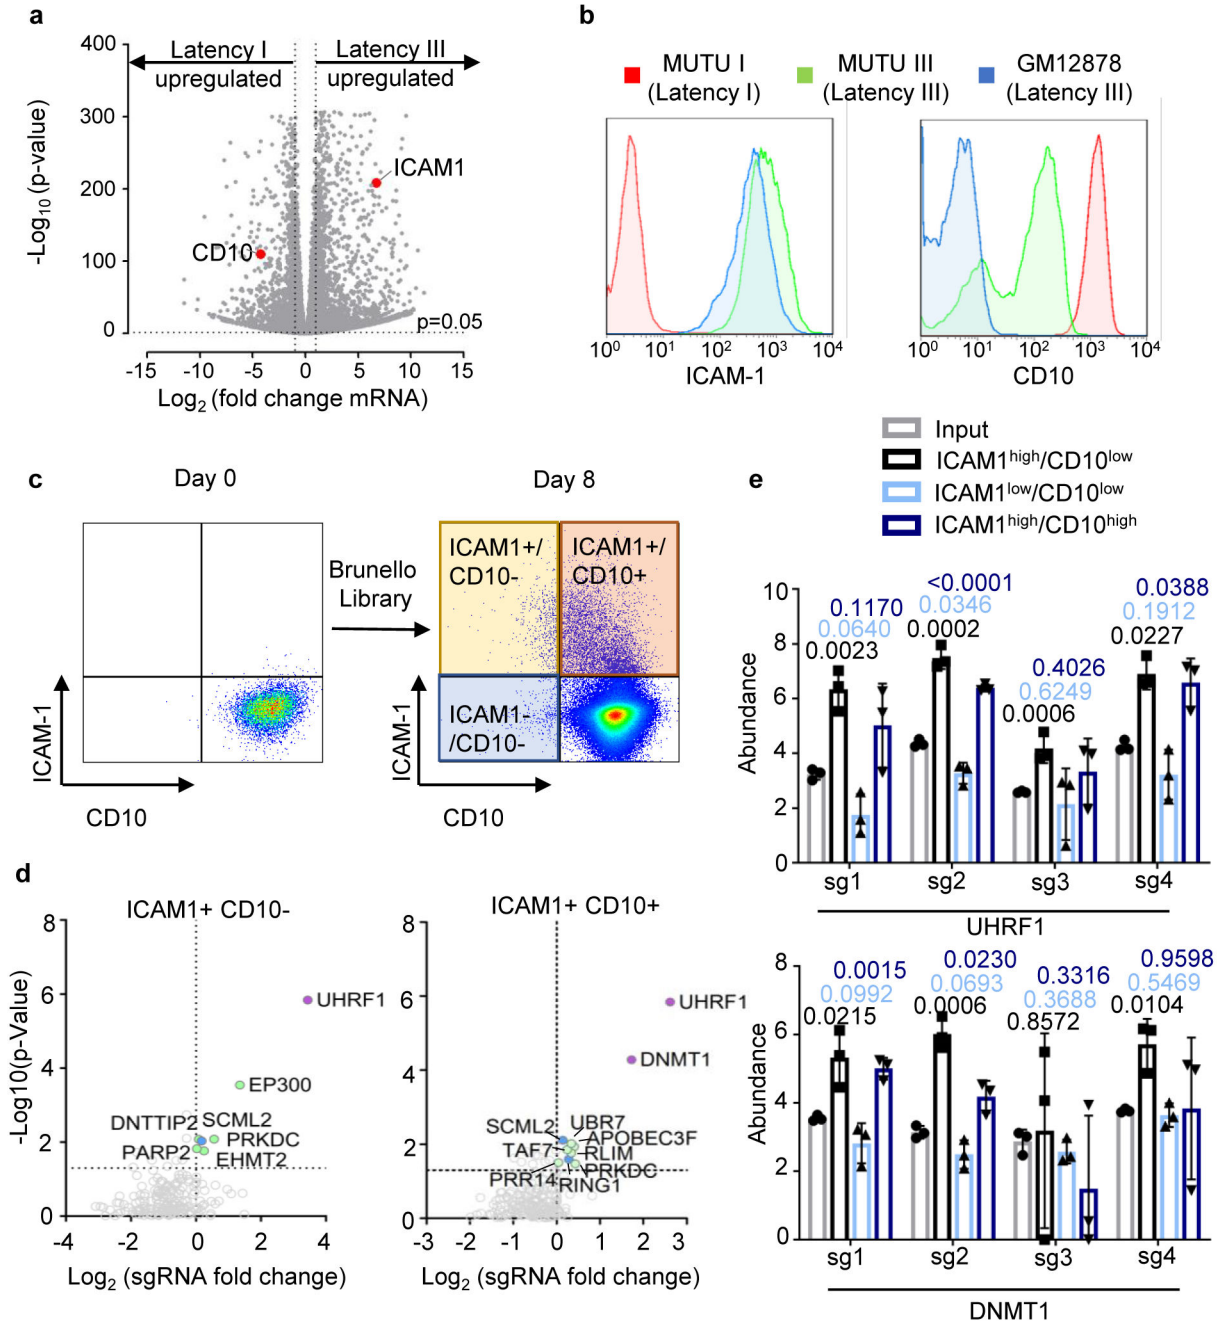 a
Latency I
upregulated
Latency III
upregulated
400
300
200
100
0
-Log10 (p-value)
ICAM1
CD10
p=0.05
-15 -10 -5 0 5 10 15
Log2 (fold change mRNA)
b
MUTU I
(Latency I)
MUTU III
(Latency III)
GM12878
(Latency III)
10^0 10^1 10^2 10^3 10^4
ICAM-1
10^0 10^1 10^2 10^3 10^4
CD10
c
Day 0
ICAM-1
CD10
Brunello
Library
Day 8
ICAM1+/
CD10-
ICAM1+/
CD10+
ICAM1-
/CD10-
ICAM-1
CD10
d
ICAM1+ CD10-
8
6
4
2
0
-Log10(p-Value)
UHRF1
EP300
DNTTIP2
SCML2
PRKDC
PARP2
EHMT2
-4 -2 0 2 4
Log2 (sgRNA fold change)
ICAM1+ CD10+
8
6
4
2
0
UHRF1
DNMT1
SCML2
UBR7
APOBEC3F
TAF7
RLIM
PRKDC
PRR14
RING1
-3 -2 -1 0 1 2 3
Log2 (sgRNA fold change)
e
Input
ICAM1high/CD10low
ICAM1low/CD10low
ICAM1high/CD10high
10
8
6
4
2
0
Abundance
0.1170
0.0640
0.0023
<0.0001
0.0346
0.0002
0.4026
0.6249
0.0006
0.0388
0.1912
0.0227
sg1 sg2 sg3 sg4
UHRF1
8
6
4
2
0
Abundance
0.0015
0.0992
0.0215
0.0230
0.0693
0.0006
0.3316
0.3688
0.8572
0.9598
0.5469
0.0104
sg1 sg2 sg3 sg4
DNMT1